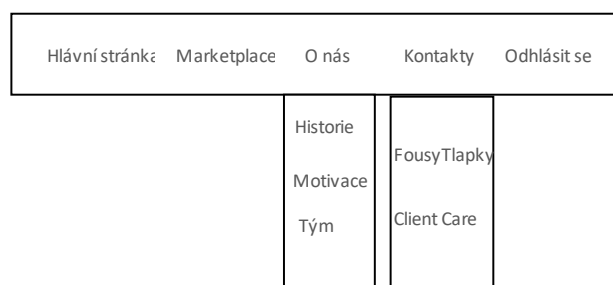 Hlávní stránka
Marketplace
O nás
Kontakty
Odhlásit se
Historie
Motivace
Tým
FousyTlapky
Client Care